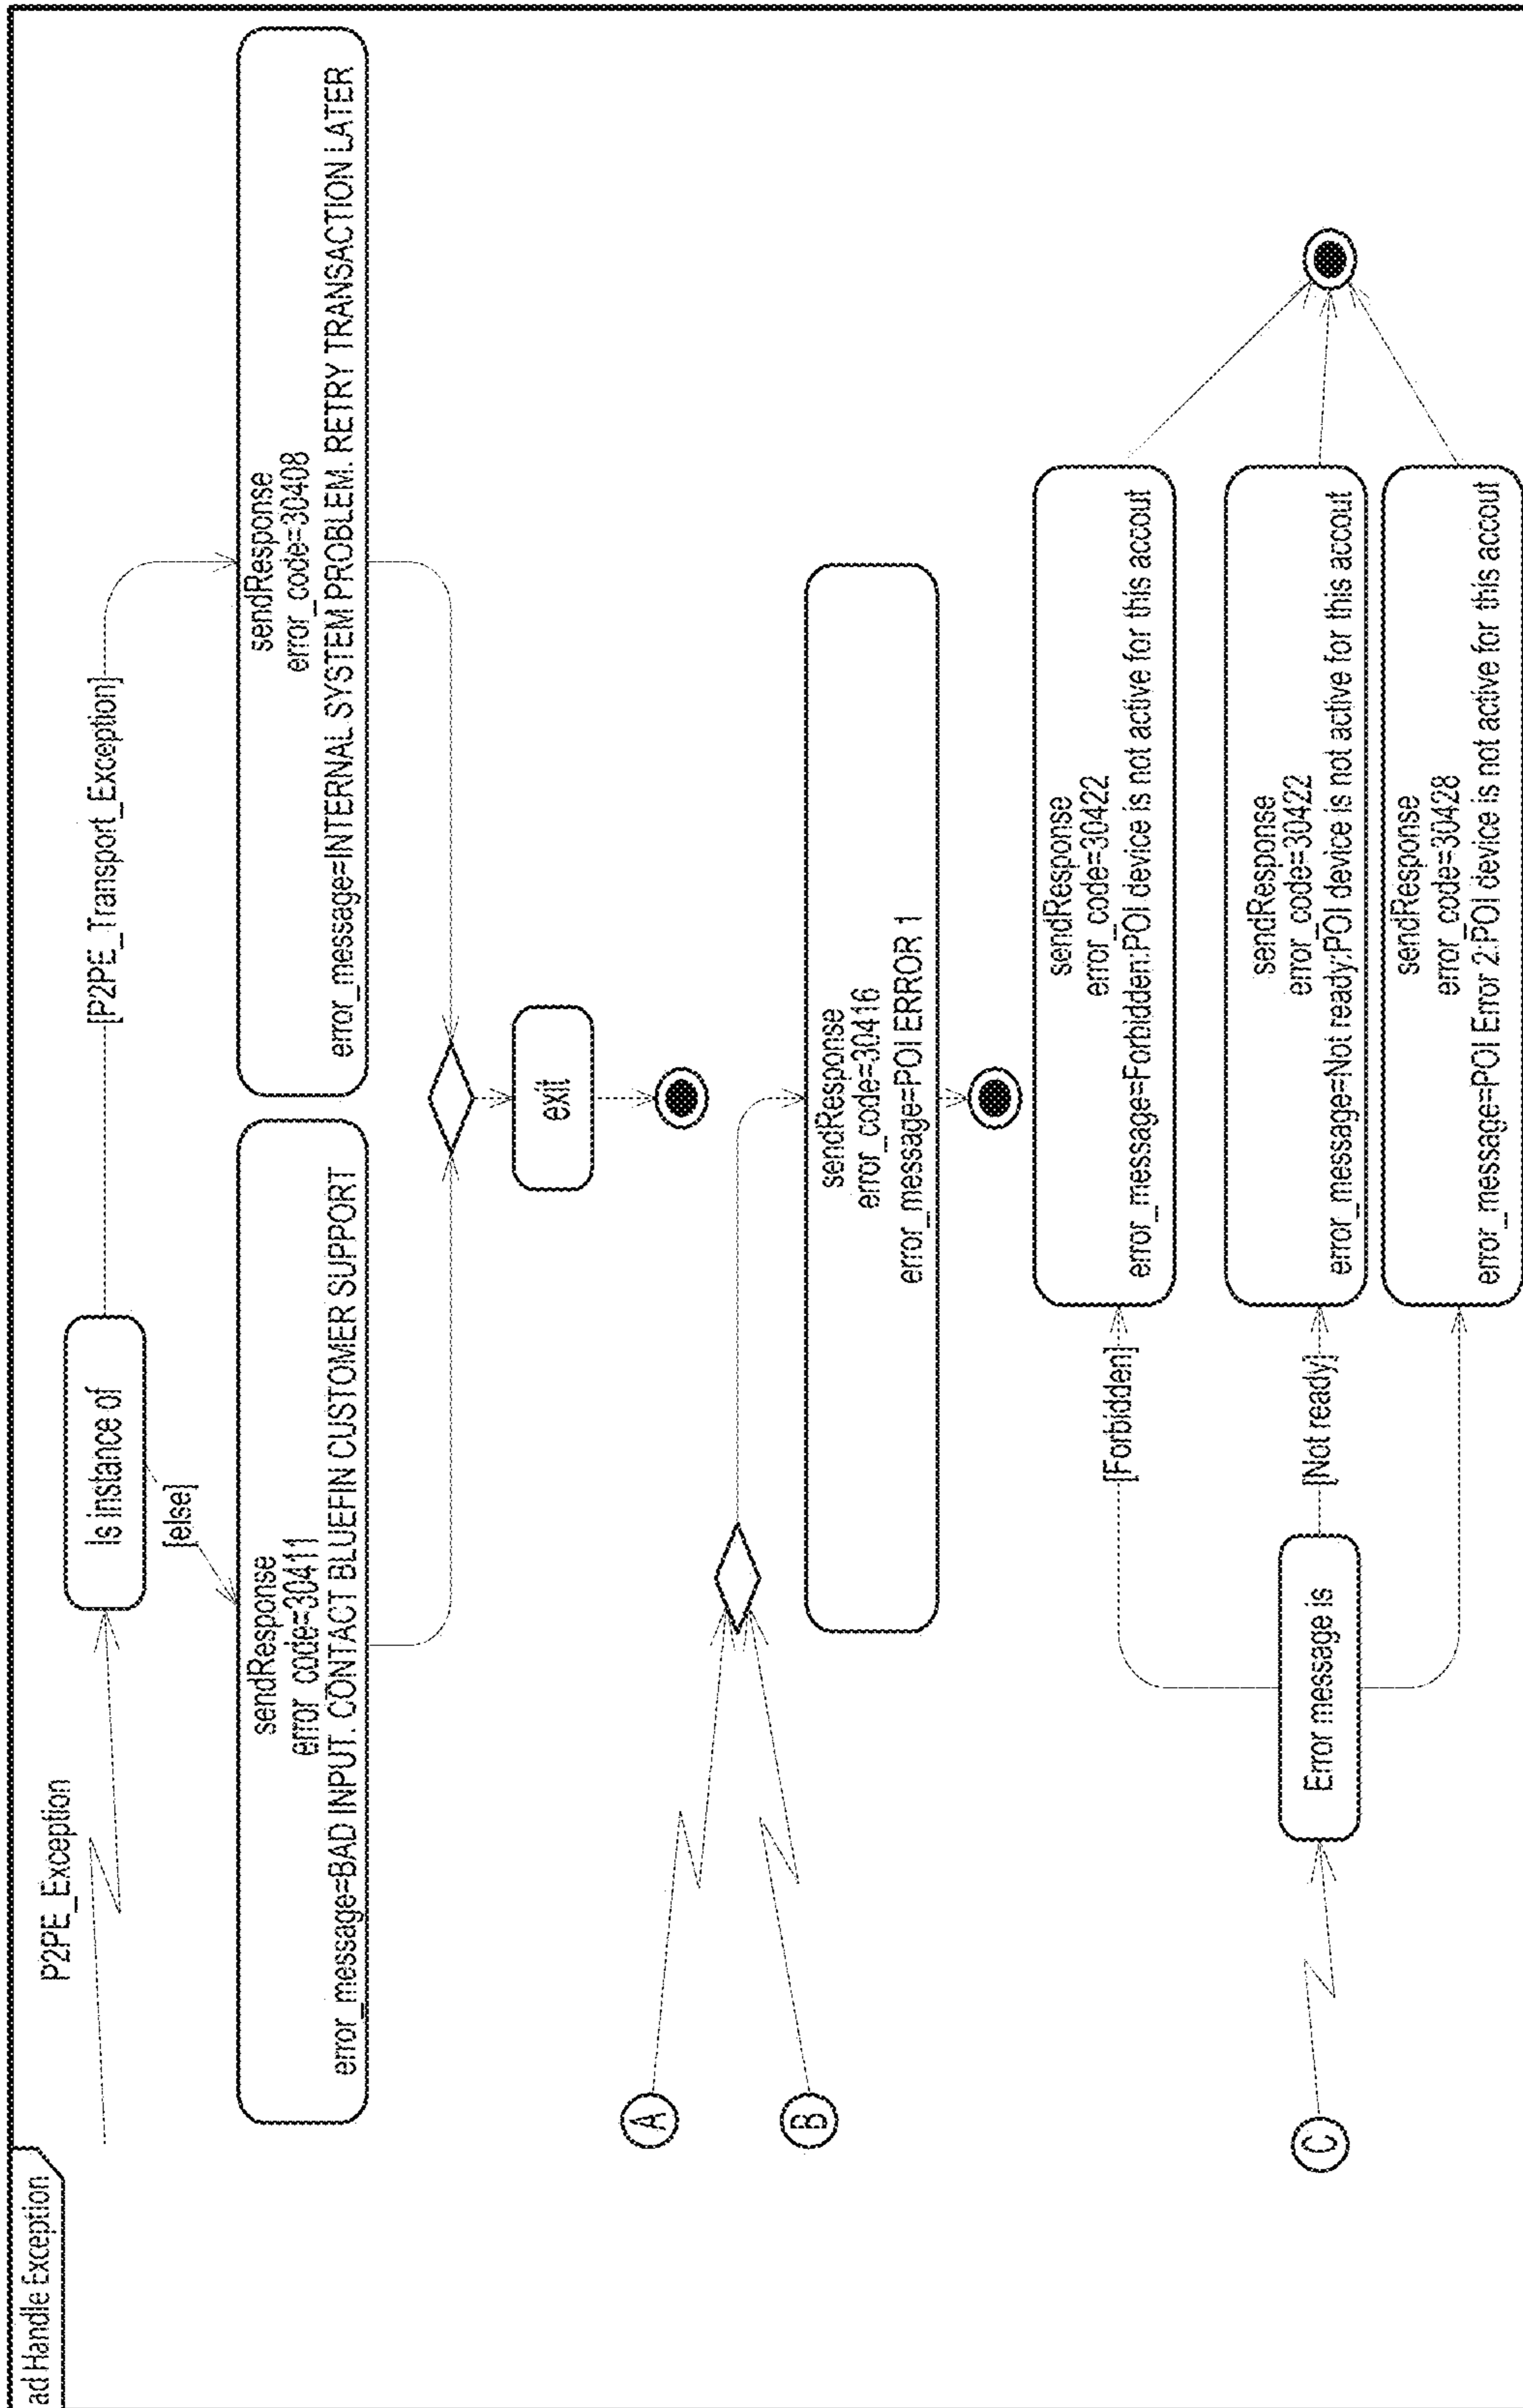 ad Handle Exception
P2PE_Exception
Is instance of
[P2PE_Transport_Exception]
[else]
sendResponse
error_code=30411
error_message=BAD INPUT. CONTACT BLUEFIN CUSTOMER SUPPORT
sendResponse
error_code=30408
error_message=INTERNAL SYSTEM PROBLEM. RETRY TRANSACTION LATER
exit
A
B
sendResponse
error_code=30416
error_message=POI ERROR 1
C
Error message is
[Forbidden]
sendResponse
error_code=30422
error_message=Forbidden:POI device is not active for this accout
[Not ready]
sendResponse
error_code=30422
error_message=Not ready:POI device is not active for this accout
sendResponse
error_code=30428
error_message=POI Error 2:POI device is not active for this accout